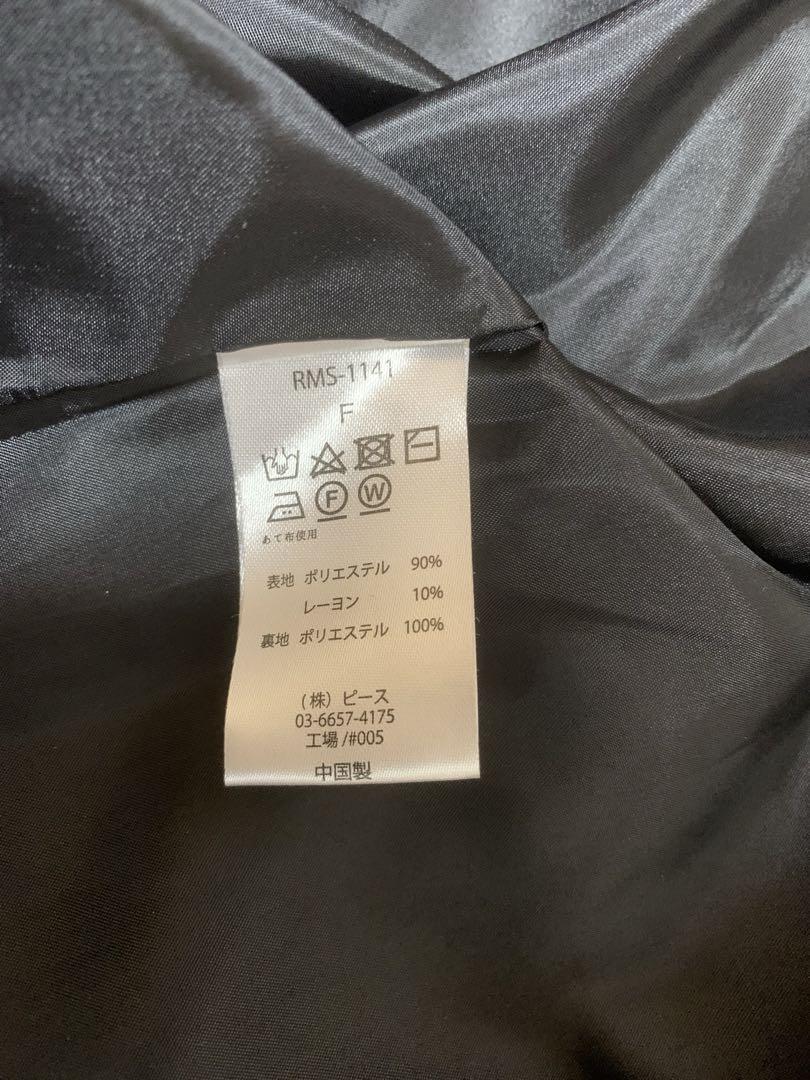 RMS-1141
F
F W
あて布使用
表地 ポリエステル 90%
レーヨン 10%
裏地 ポリエステル 100%
(株) ピース
03-6657-4175
工場/#005
中国製